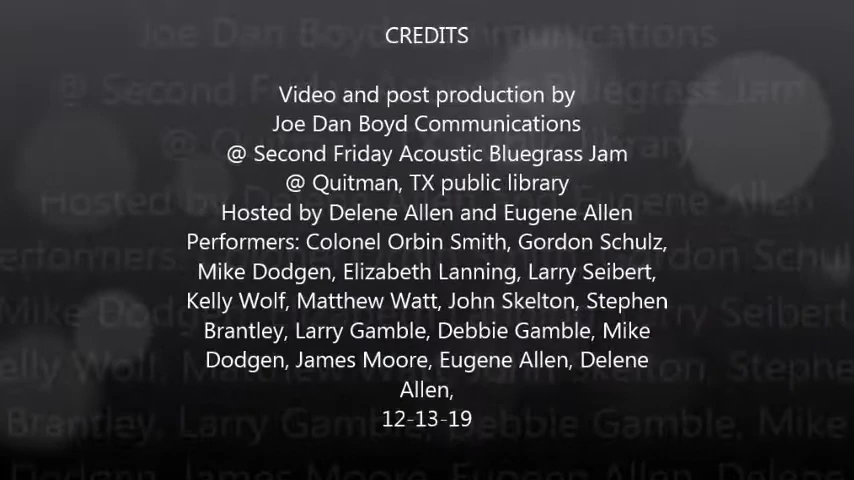 CREDITS
Video and post production by
Joe Dan Boyd Communications
@ Second Friday Acoustic Bluegrass Jam
@ Quitman, TX public library
Hosted by Delene Allen and Eugene Allen
Performers: Colonel Orbin Smith, Gordon Schulz,
Mike Dodgen, Elizabeth Lanning, Larry Seibert,
Kelly Wolf, Matthew Watt, John Skelton, Stephen
Brantley, Larry Gamble, Debbie Gamble, Mike
Dodgen, James Moore, Eugene Allen, Delene
Allen,
12-13-19